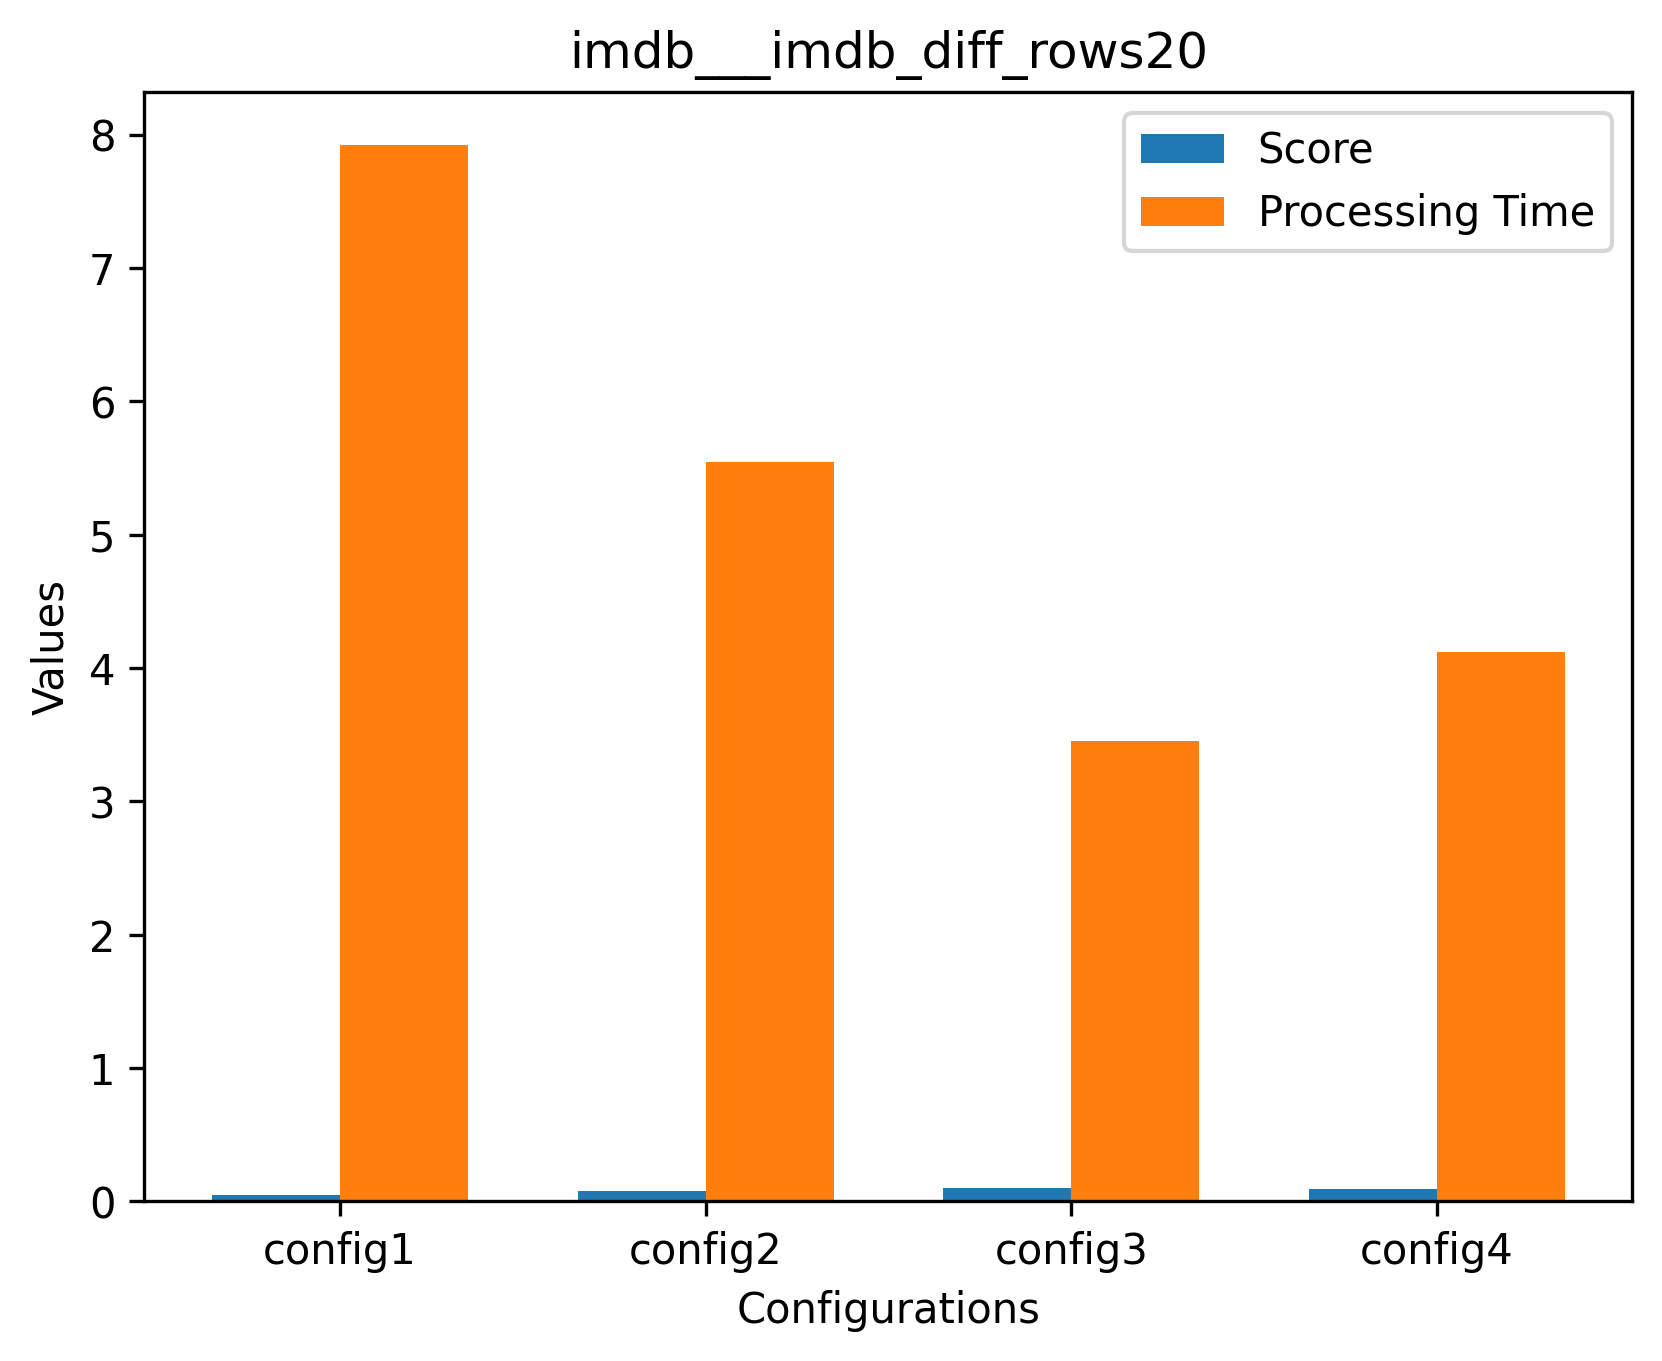 imdb___imdb_diff_rows20
Score
Processing Time
8
7
6
5
4
3
2
1
0
Values
config1
config2
config3
config4
Configurations